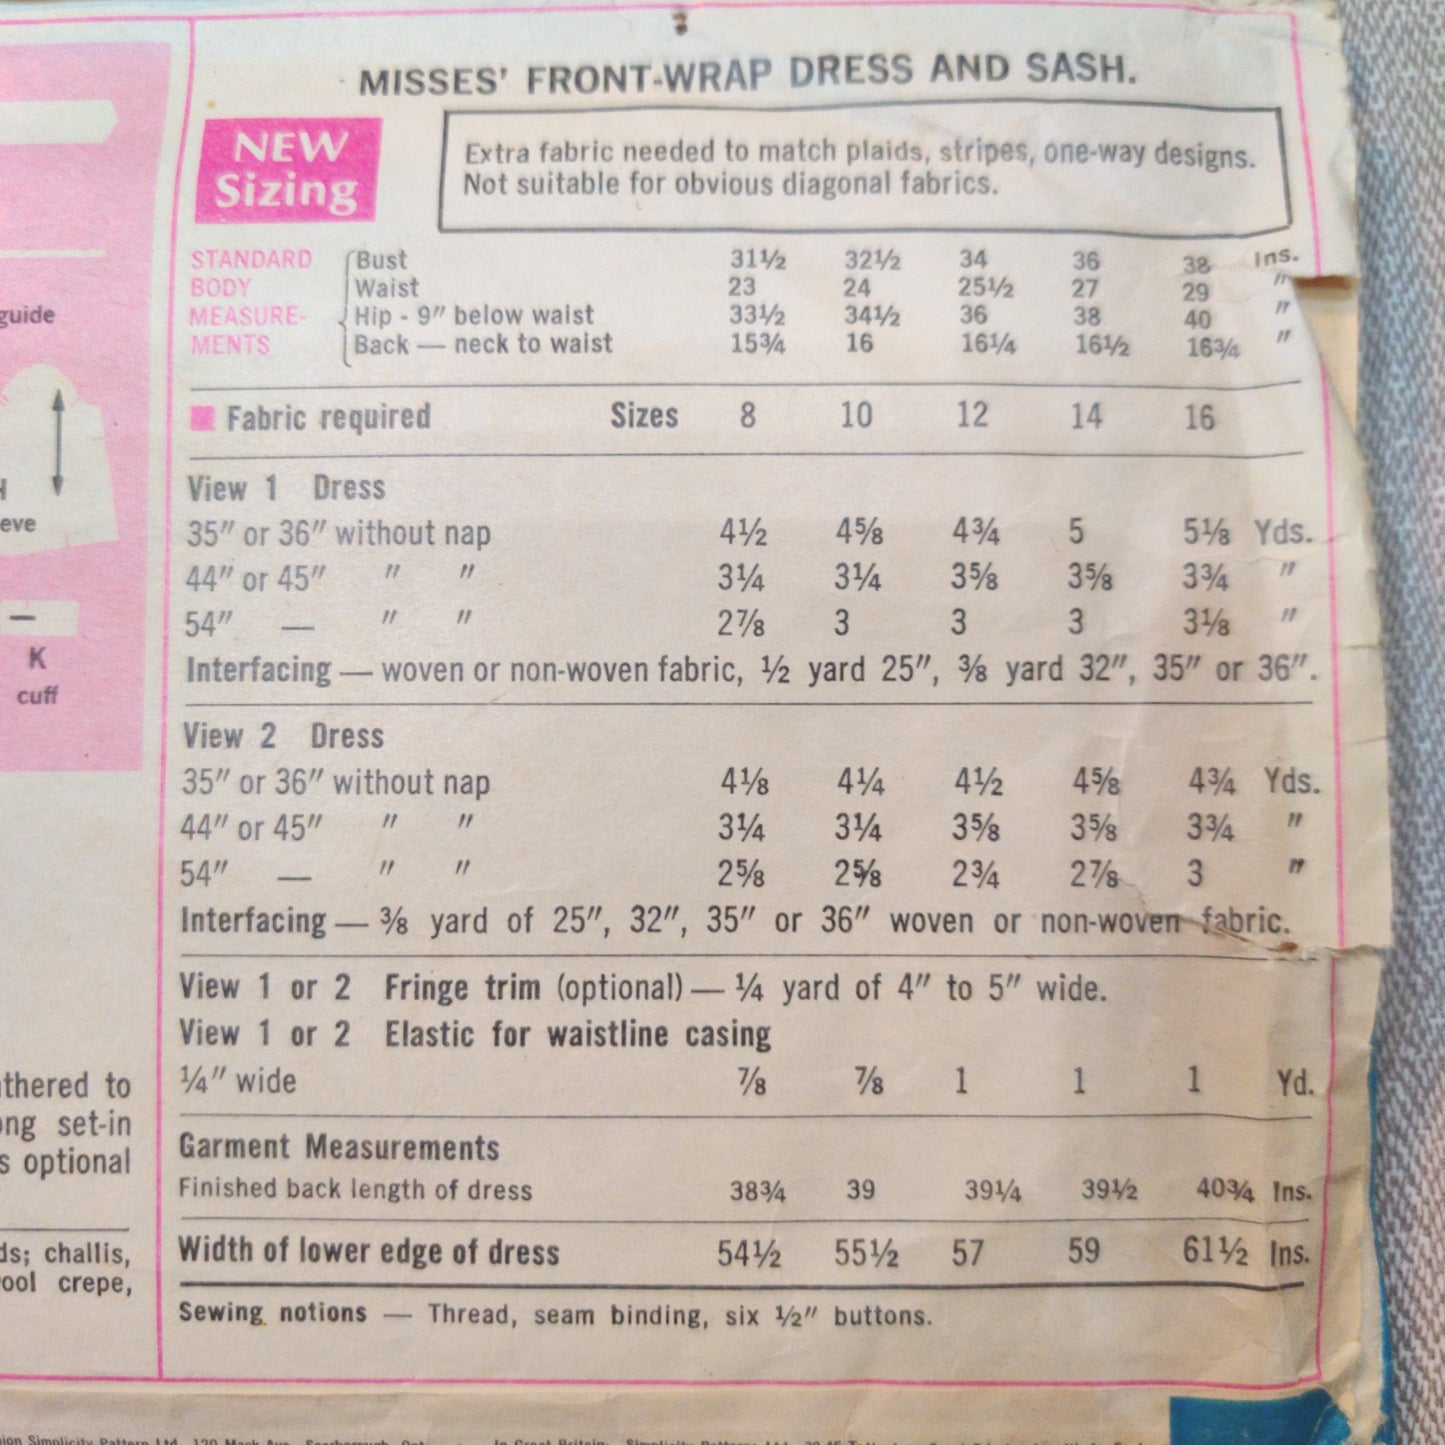 MISSES' FRONT-WRAP DRESS AND SASH.
NEW
Sizing
Extra fabric needed to match plaids, stripes, one-way designs.
Not suitable for obvious diagonal fabrics.
STANDARD Bust 31½ 32½ 34 36 38 Ins.
BODY Waist 23 24 25½ 27 29 "
MEASURE- Hip - 9" below waist 33½ 34½ 36 38 40 "
MENTS Back — neck to waist 15¾ 16 16¼ 16½ 16¾ "
Fabric required Sizes 8 10 12 14 16
View 1 Dress
35" or 36" without nap 4½ 4⅝ 4¾ 5 5⅛ Yds.
44" or 45" " " 3¼ 3¼ 3⅝ 3⅝ 3¾ "
54" — " " 2⅞ 3 3 3 3⅛ "
Interfacing — woven or non-woven fabric, ½ yard 25", ⅜ yard 32", 35" or 36".
View 2 Dress
35" or 36" without nap 4⅛ 4¼ 4½ 4⅝ 4¾ Yds.
44" or 45" " " 3¼ 3¼ 3⅝ 3⅝ 3¾ "
54" — " " 2⅝ 2⅝ 2¾ 2⅞ 3 "
Interfacing — ⅜ yard of 25", 32", 35" or 36" woven or non-woven fabric.
View 1 or 2 Fringe trim (optional) — ¼ yard of 4" to 5" wide.
View 1 or 2 Elastic for waistline casing
¼" wide ⅞ ⅞ 1 1 1 Yd.
Garment Measurements
Finished back length of dress 38¾ 39 39¼ 39½ 40¾ Ins.
Width of lower edge of dress 54½ 55½ 57 59 61½ Ins.
Sewing notions — Thread, seam binding, six ½" buttons.
guide
eve
K
cuff
thered to
ong set-in
s optional
ds; challis,
ool crepe,
Simplicity Pattern Ltd. In Great Britain: Simplicity